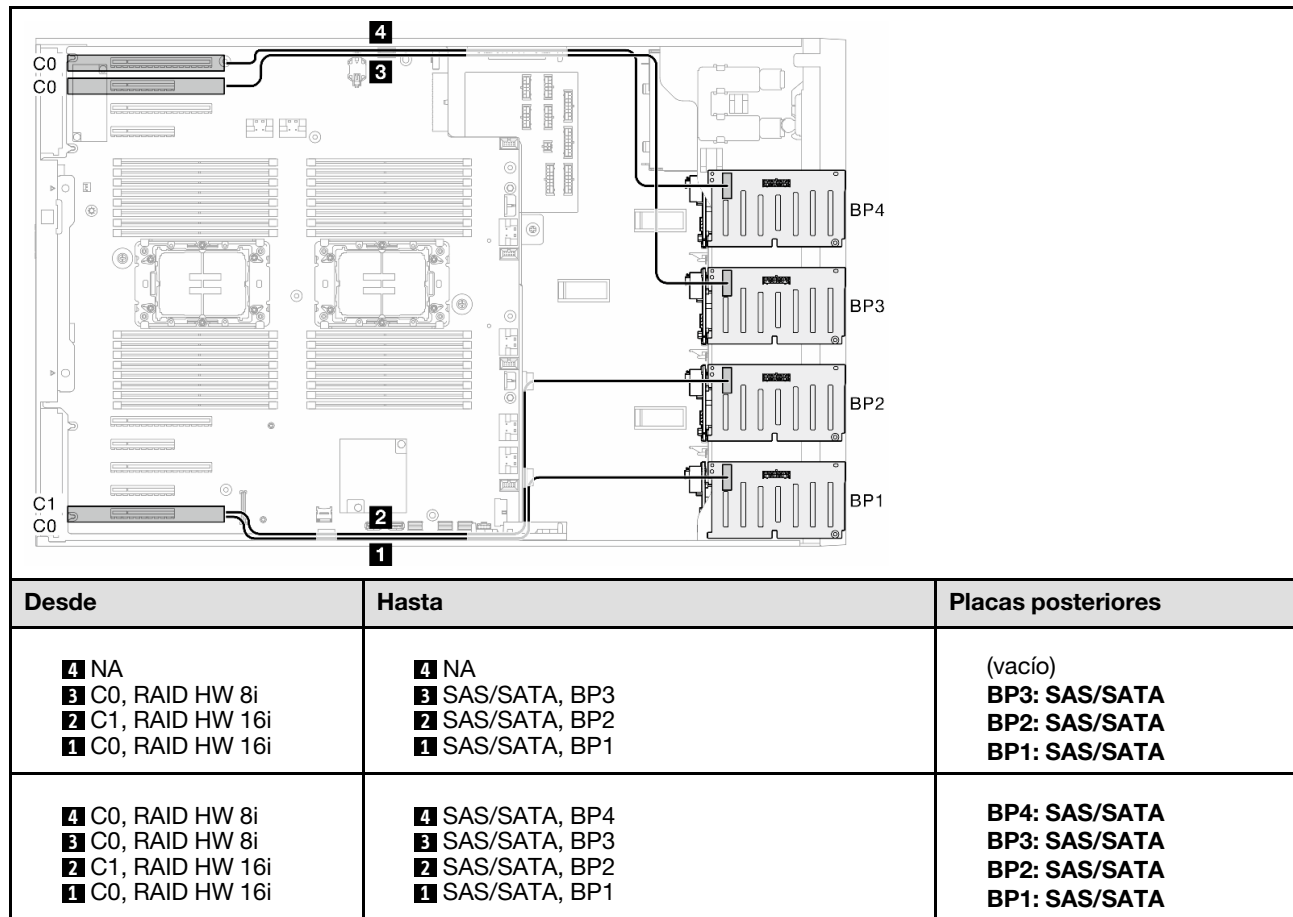 4
C0
C0
3
BP4
BP3
BP2
C1
C0
BP1
2
1
Desde Hasta Placas posteriores
4 NA 4 NA (vacío)
3 C0, RAID HW 8i 3 SAS/SATA, BP3 BP3: SAS/SATA
2 C1, RAID HW 16i 2 SAS/SATA, BP2 BP2: SAS/SATA
1 C0, RAID HW 16i 1 SAS/SATA, BP1 BP1: SAS/SATA
4 C0, RAID HW 8i 4 SAS/SATA, BP4 BP4: SAS/SATA
3 C0, RAID HW 8i 3 SAS/SATA, BP3 BP3: SAS/SATA
2 C1, RAID HW 16i 2 SAS/SATA, BP2 BP2: SAS/SATA
1 C0, RAID HW 16i 1 SAS/SATA, BP1 BP1: SAS/SATA